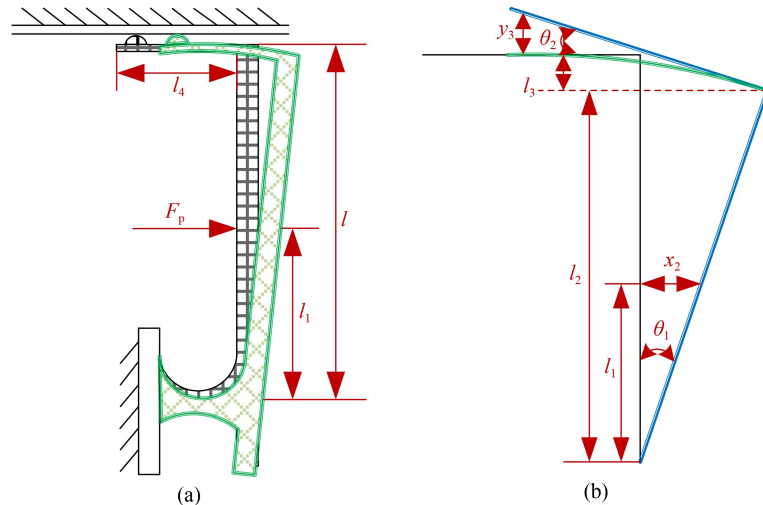 l₄
Fₚ
l
l₁
(a)
y₃
θ₂
l₃
l₂
x₂
θ₁
l₁
(b)